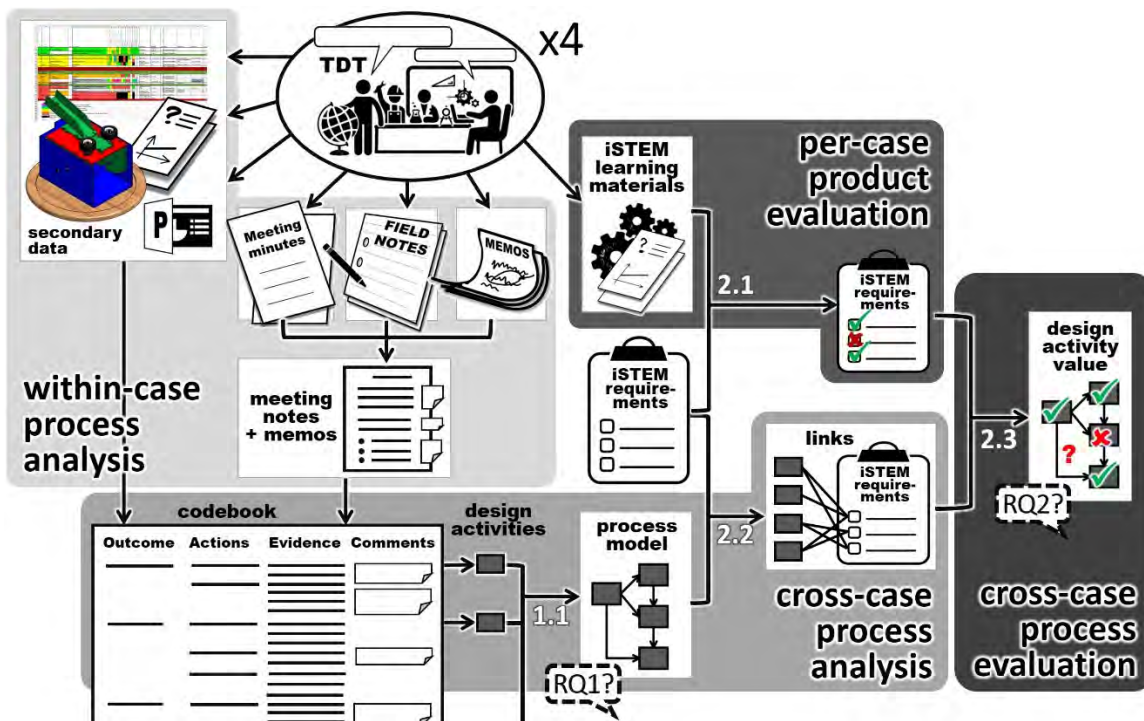 x4
TDT
secondary
data
P
Meeting
minutes
FIELD
NOTES
MEMOS
within-case
process
analysis
meeting
notes
+ memos
iSTEM
learning
materials
?
per-case
product
evaluation
2.1
iSTEM
require-
ments
iSTEM
require-
ments
links
iSTEM
require-
ments
2.2
cross-case
process
analysis
2.3
design
activity
value
?
RQ2?
cross-case
process
evaluation
codebook
Outcome Actions Evidence Comments
design
activities
1.1
process
model
RQ1?